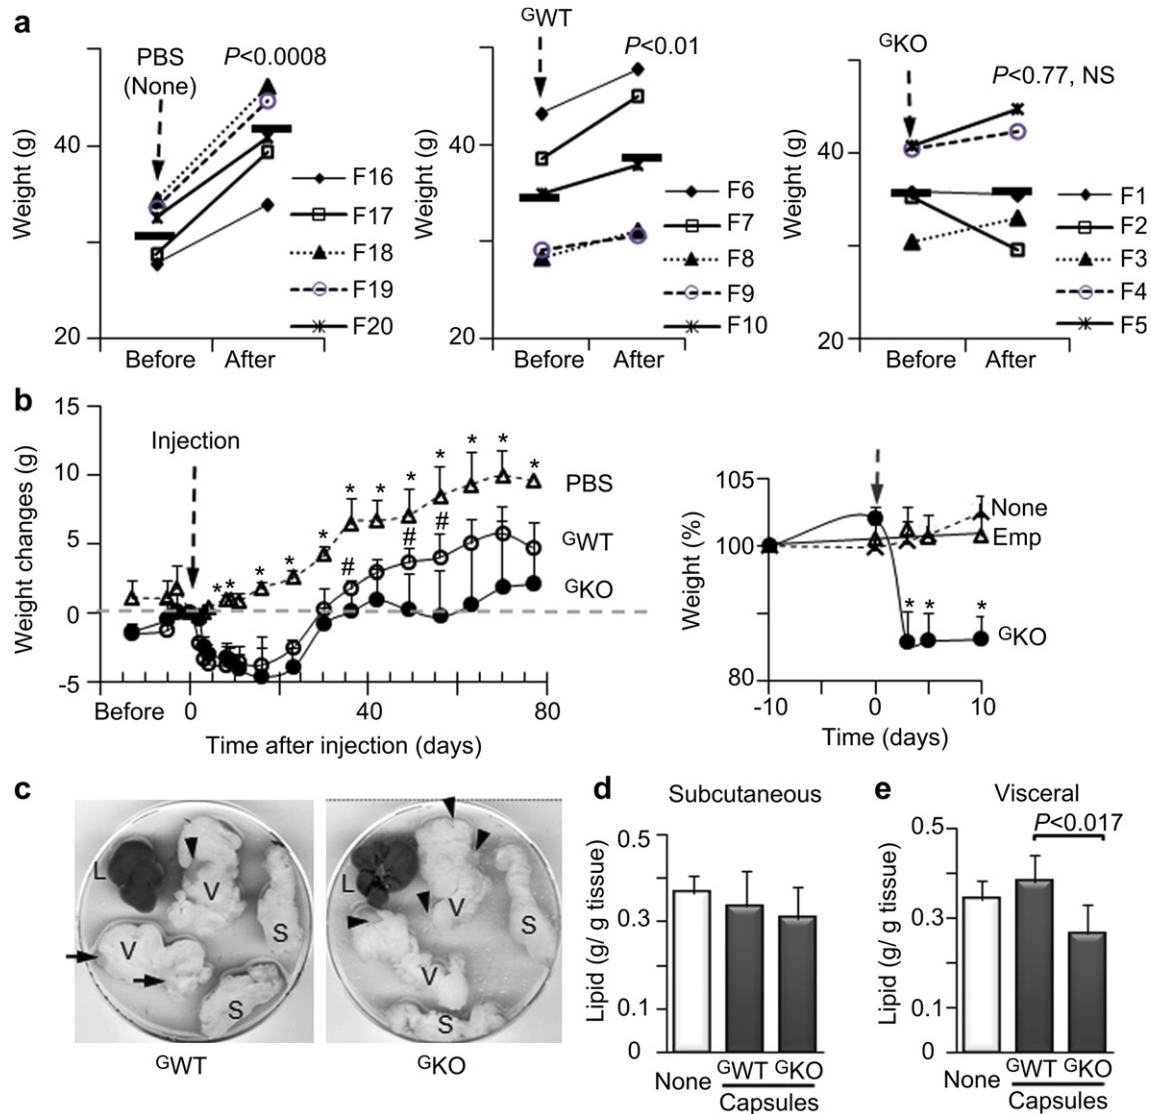 a
PBS
(None)
P<0.0008
Weight (g)
40
20
F16
F17
F18
F19
F20
Before After
GWT
P<0.01
Weight (g)
40
20
F6
F7
F8
F9
F10
Before After
GKO
P<0.77, NS
Weight (g)
40
20
F1
F2
F3
F4
F5
Before After
b
Weight changes (g)
15
10
5
0
-5
Injection
* * * * * * * * * * * *
# # #
PBS
GWT
GKO
Before 0 40 80
Time after injection (days)
Weight (%)
105
100
80
None
Emp
* * *
GKO
-10 0 10
Time (days)
c
L
V
S
V
S
GWT
L
V
S
V
S
GKO
d
Subcutaneous
Lipid (g/ g tissue)
0.5
0.3
0.1
0
None
GWT GKO
Capsules
e
Visceral
P<0.017
Lipid (g/ g tissue)
0.5
0.3
0.1
0
None
GWT GKO
Capsules